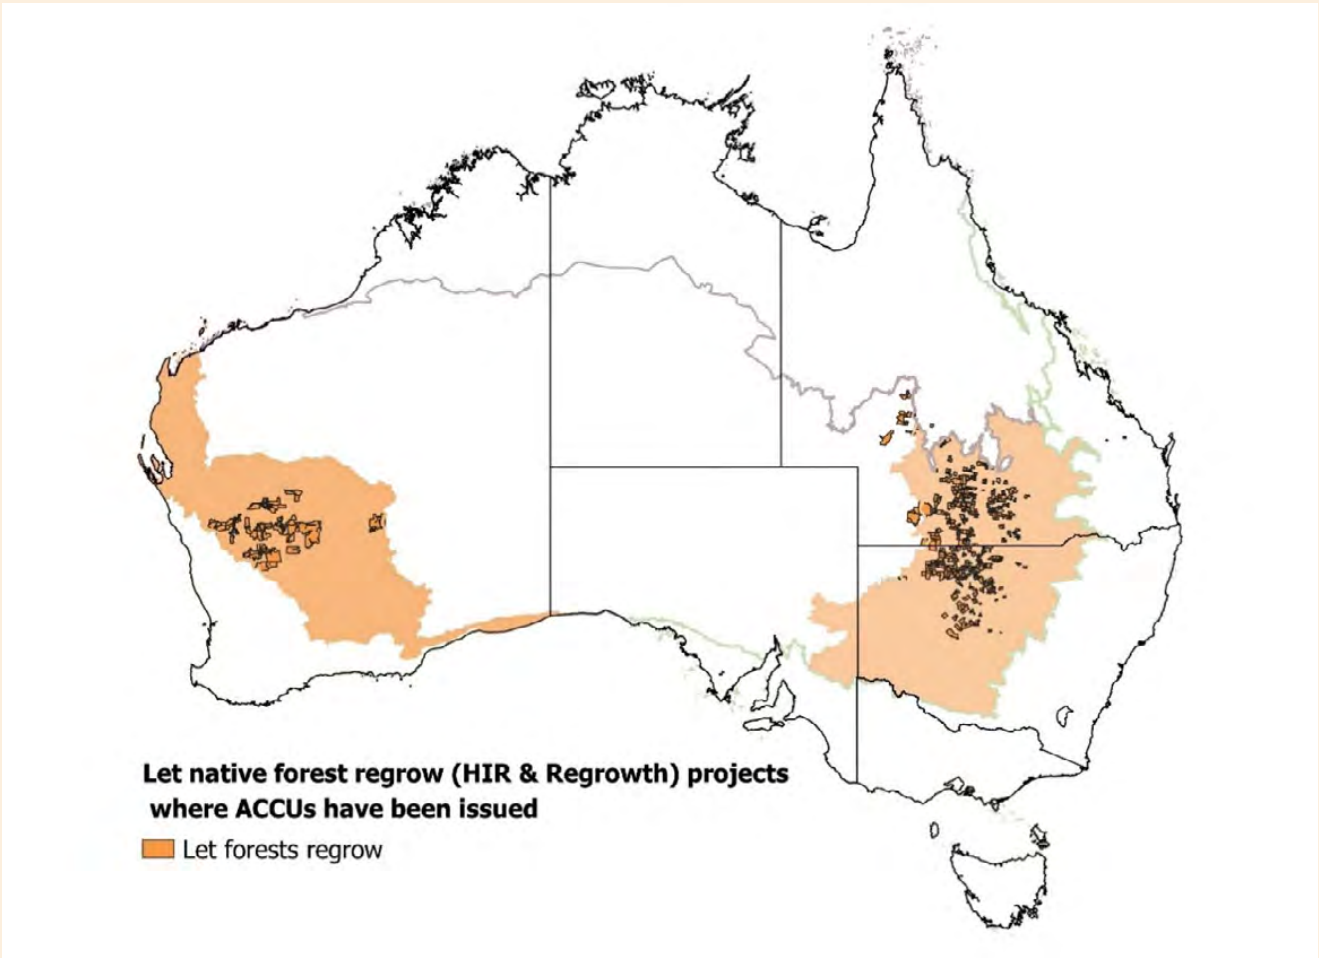 Let native forest regrow (HIR & Regrowth) projects
where ACCUs have been issued
Let forests regrow